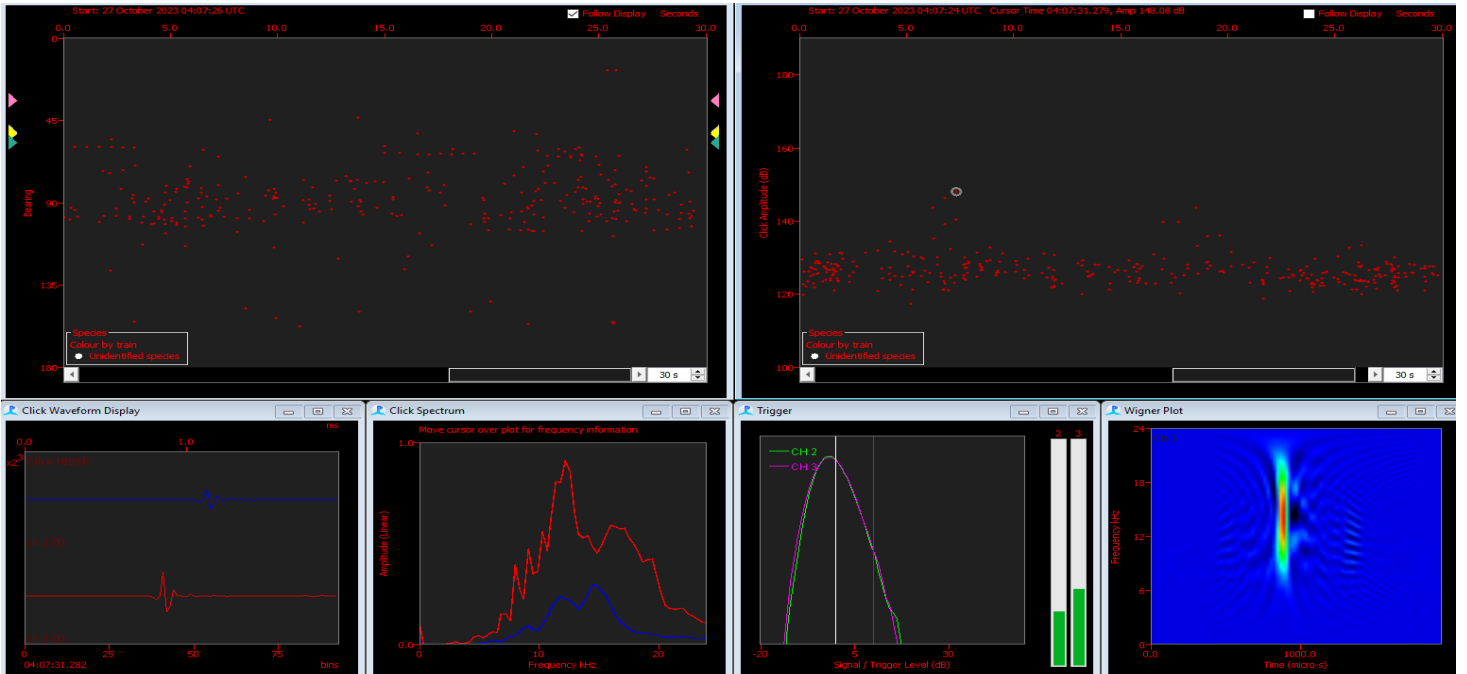 Start: 27 October 2023 04:07:26 UTC
Follow Display Seconds
0.0 5.0 10.0 15.0 20.0 25.0 30.0
0
45
90
135
180
Bearing
Species
Colour by train
Unidentified species
30 s
Start: 27 October 2023 04:07:24 UTC Cursor Time 04:07:31.279, Amp 148.08 dB
Follow Display Seconds
0.0 5.0 10.0 15.0 20.0 25.0 30.0
180
160
140
120
100
Click Amplitude (dB)
Species
Colour by train
Unidentified species
30 s
Click Waveform Display
ms
0.0 1.0
0 25 50 75
04:07:31.282 bins
Click Spectrum
Move cursor over plot for frequency information
1.0
0.0
Amplitude (Linear)
0 10 20
Frequency kHz
Trigger
CH 2
CH 3
2 3
-20 5 30
Signal / Trigger Level (dB)
Wigner Plot
24
18
12
6
0
Frequency kHz
0.0 1000.0
Time (micro-s)